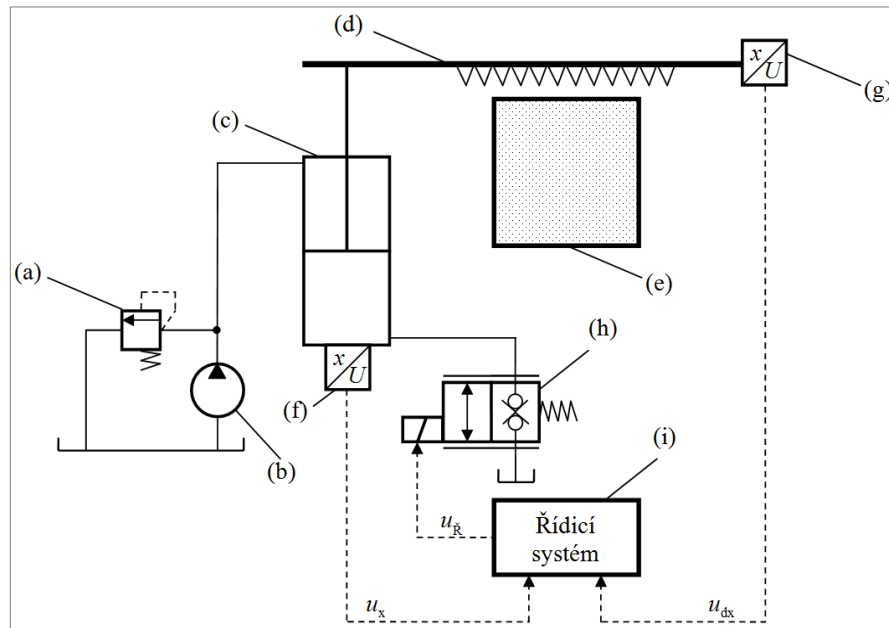 (d)
x
U
(g)
(c)
(a)
(e)
(h)
x
U
(f)
(b)
(i)
uŘ
Řídicí
systém
ux
udx